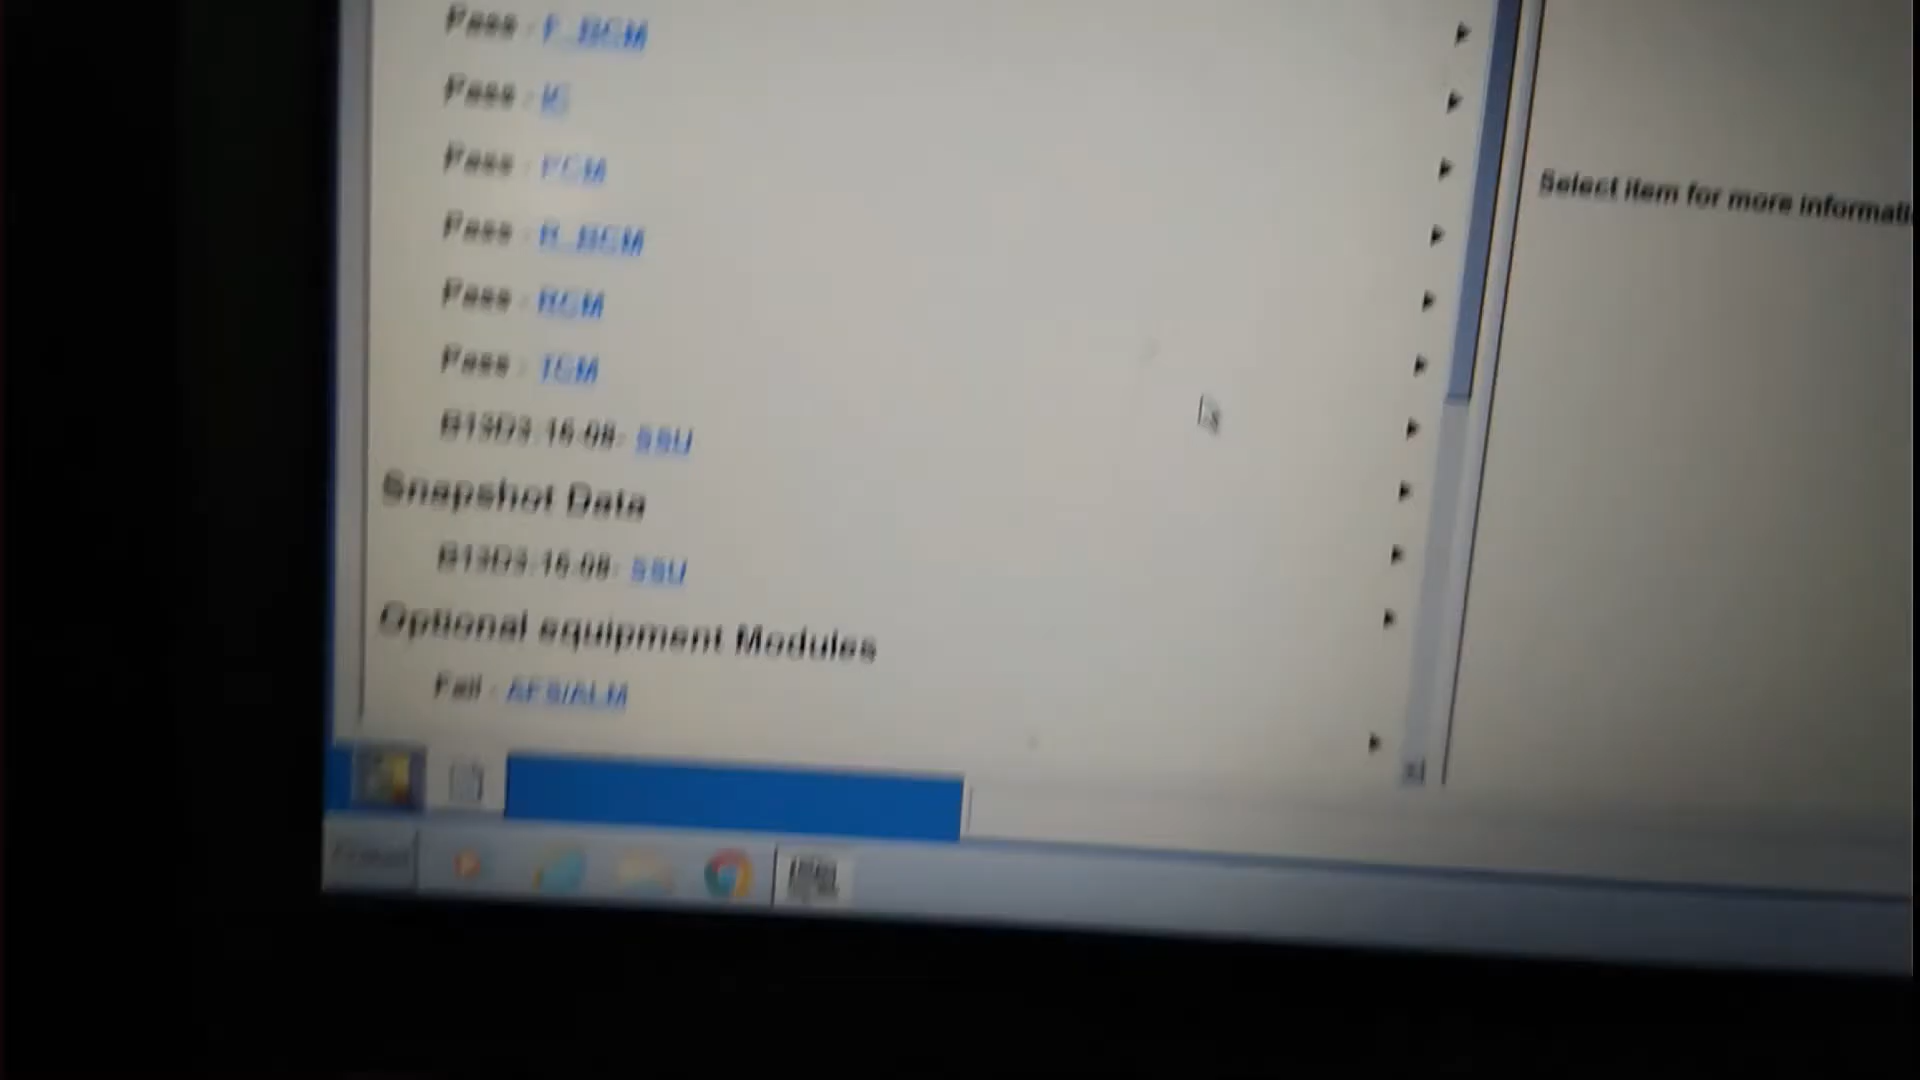 Pass - F_BCM
Pass - IC
Pass - PCM
Pass - R_BCM
Pass - RCM
Pass - TCM
B13D3:16-08- SSU
Snapshot Data
B13D3:16-08- SSU
Optional equipment Modules
Fail - AFS/ALM
Select item for more informati